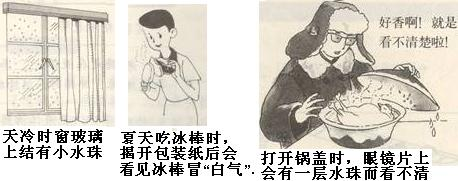 好香啊! 就是
看不清楚啦!
天冷时窗玻璃
上结有小水珠
夏天吃冰棒时,
揭开包装纸后会
看见冰棒冒“白气”.
打开锅盖时,眼镜片上
会有一层水珠而看不清